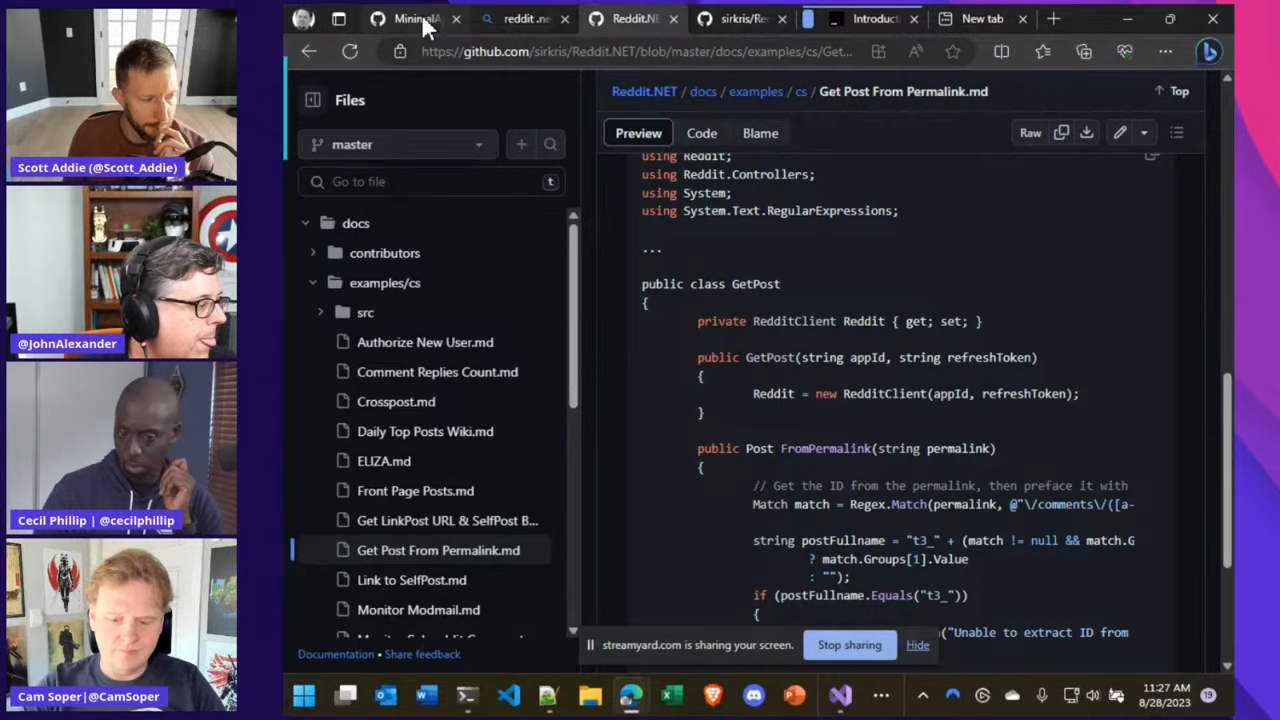 Scott Addie (@Scott_Addie)
@JohnAlexander
Cecil Phillip | @cecilphillip
Cam Soper|@CamSoper
MinimalA
reddit .ne
Reddit.NE
sirkris/Re
Introducti
New tab
https://github.com/sirkris/Reddit.NET/blob/master/docs/examples/cs/Get...
Files
master
Go to file
t
docs
contributors
examples/cs
src
Authorize New User.md
Comment Replies Count.md
Crosspost.md
Daily Top Posts Wiki.md
ELIZA.md
Front Page Posts.md
Get LinkPost URL & SelfPost B...
Get Post From Permalink.md
Link to SelfPost.md
Monitor Modmail.md
Documentation • Share feedback
Reddit.NET / docs / examples / cs / Get Post From Permalink.md
Top
Preview Code Blame
Raw
using Reddit;
using Reddit.Controllers;
using System;
using System.Text.RegularExpressions;
...
public class GetPost
{
private RedditClient Reddit { get; set; }
public GetPost(string appId, string refreshToken)
{
Reddit = new RedditClient(appId, refreshToken);
}
public Post FromPermalink(string permalink)
{
// Get the ID from the permalink, then preface it with
Match match = Regex.Match(permalink, @"\/comments\/([a-
string postFullname = "t3_" + (match != null && match.G
? match.Groups[1].Value
: "");
if (postFullname.Equals("t3_"))
{
("Unable to extract ID from
streamyard.com is sharing your screen.
Stop sharing
Hide
11:27 AM
8/28/2023
19